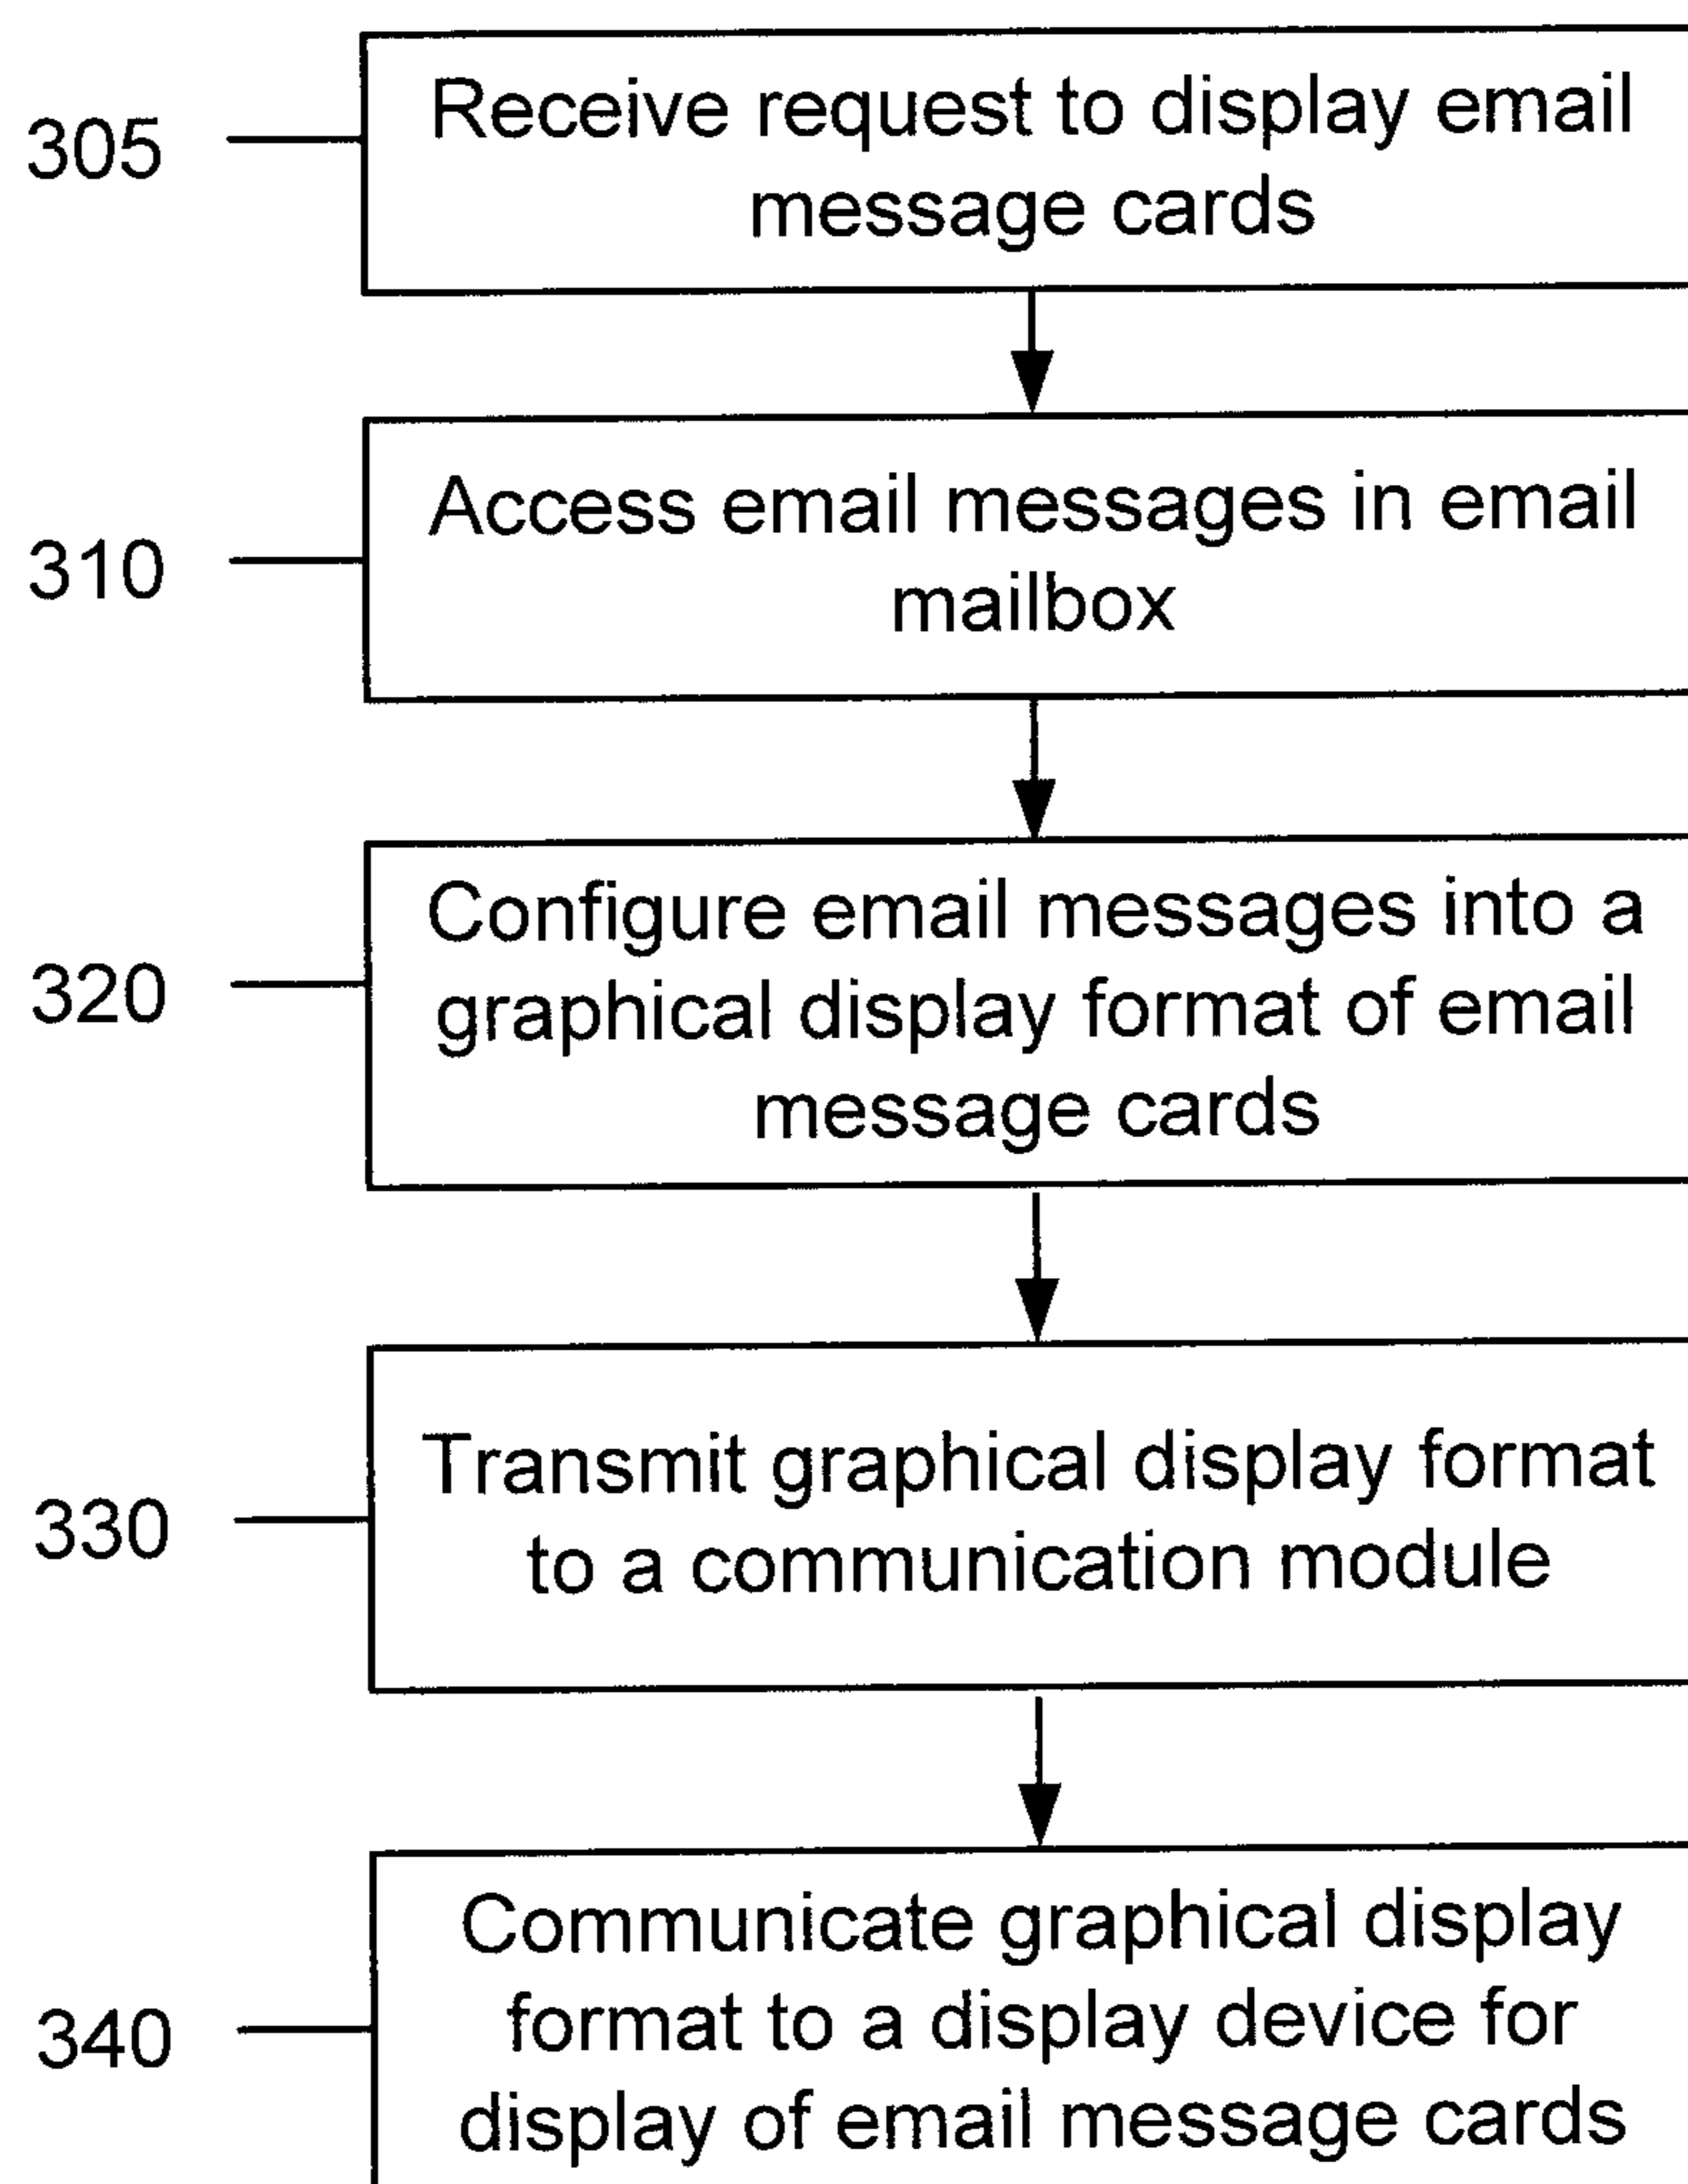 305
Receive request to display email
message cards
310
Access email messages in email
mailbox
320
Configure email messages into a
graphical display format of email
message cards
330
Transmit graphical display format
to a communication module
340
Communicate graphical display
format to a display device for
display of email message cards